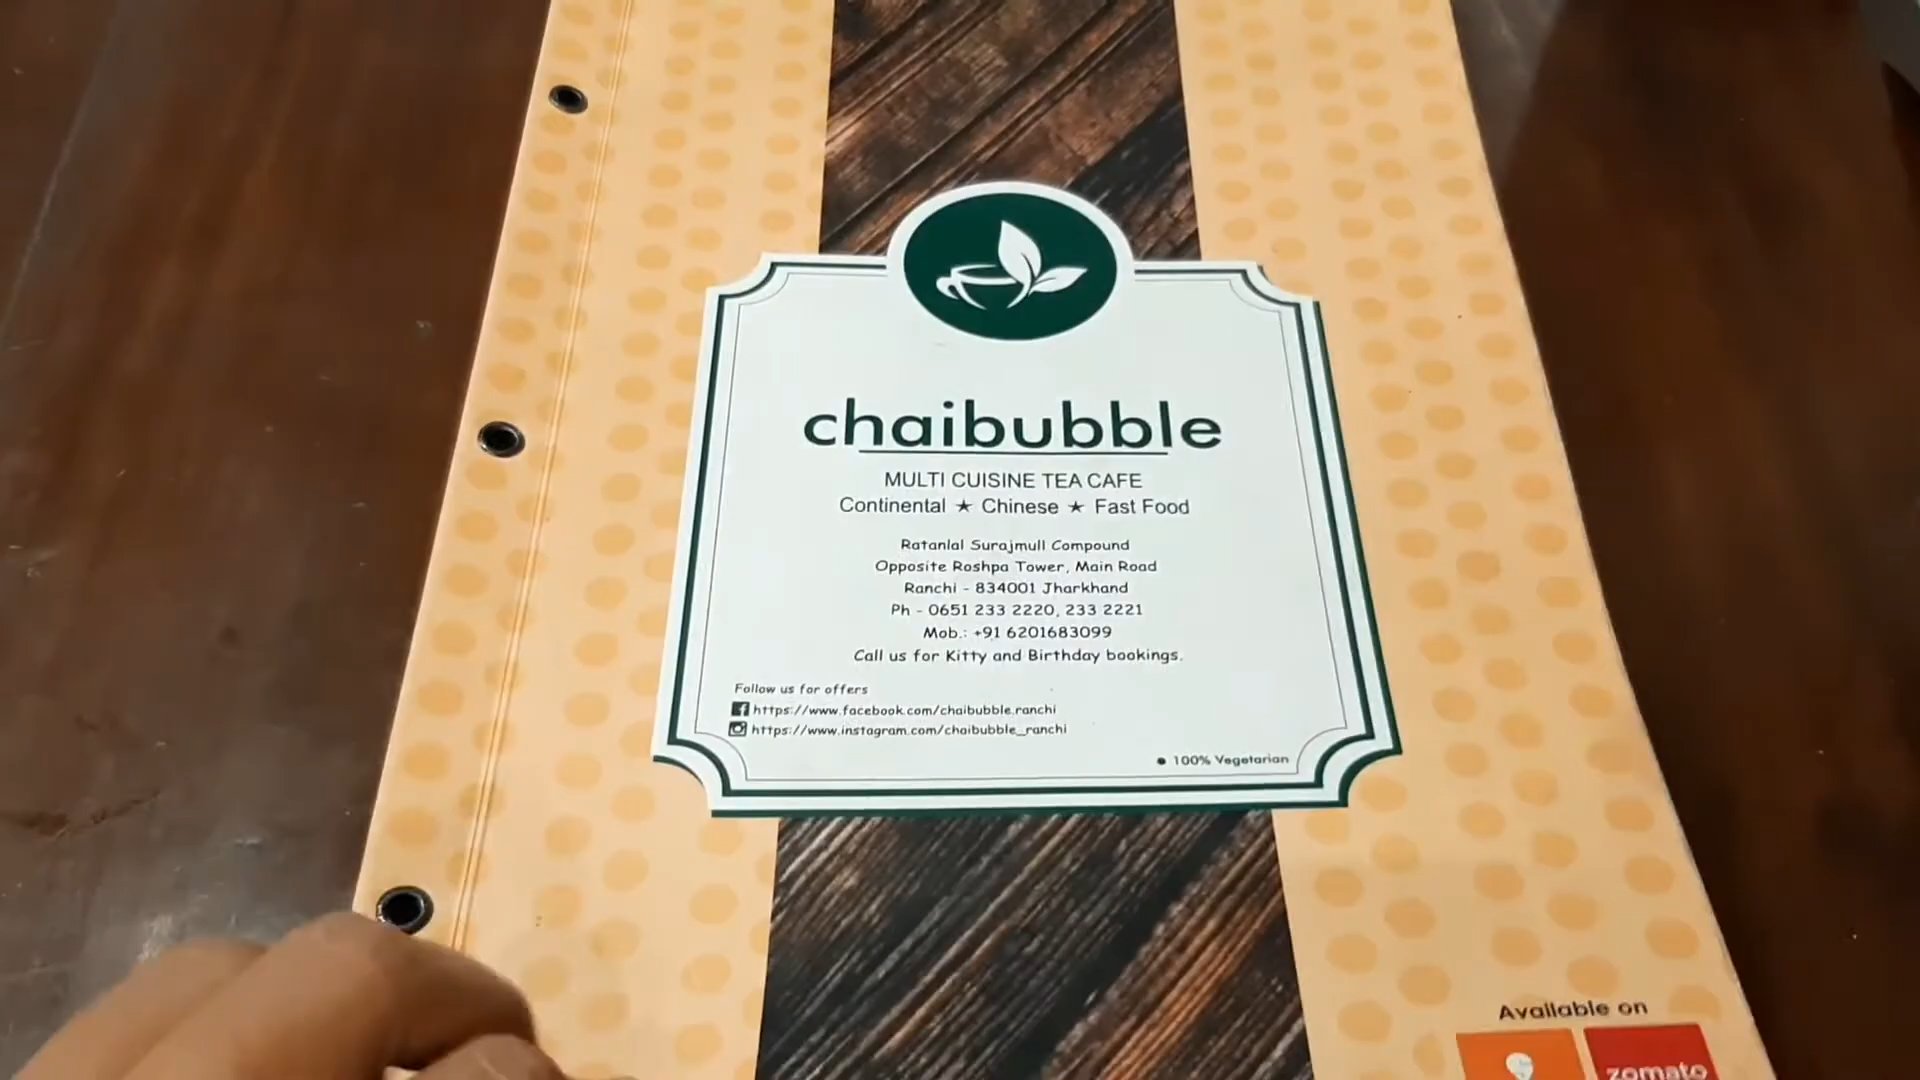 chaibubble
MULTI CUISINE TEA CAFE
Continental ★ Chinese ★ Fast Food
Ratanlal Surajmull Compound
Opposite Roshpa Tower, Main Road
Ranchi - 834001 Jharkhand
Ph - 0651 233 2220, 233 2221
Mob.: +91 6201683099
Call us for Kitty and Birthday bookings.
Follow us for offers
https://www.facebook.com/chaibubble.ranchi
https://www.instagram.com/chaibubble_ranchi
100% Vegetarian
Available on
zomato